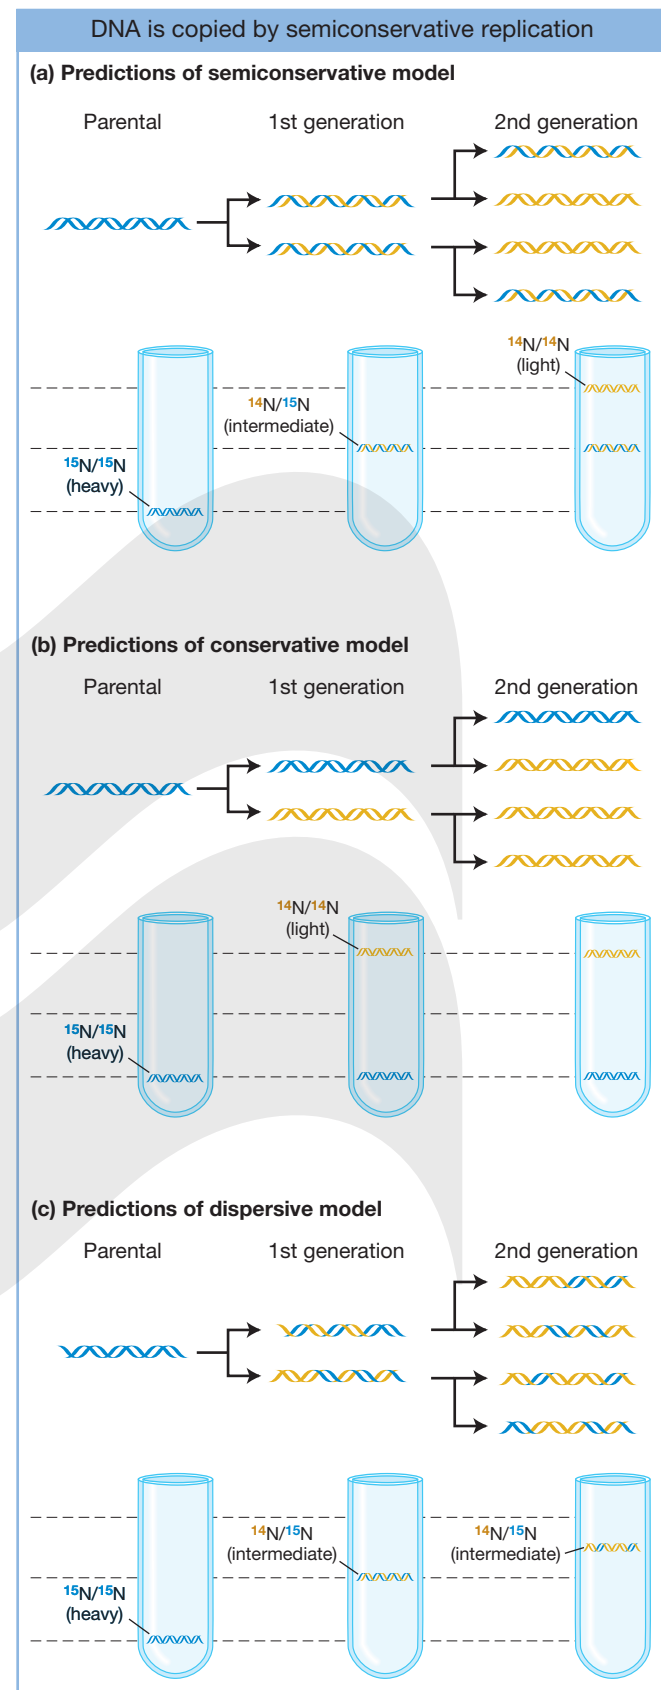 DNA is copied by semiconservative replication
(a) Predictions of semiconservative model
Parental 1st generation 2nd generation
14N/14N
(light)
14N/15N
(intermediate)
15N/15N
(heavy)
(b) Predictions of conservative model
Parental 1st generation 2nd generation
14N/14N
(light)
15N/15N
(heavy)
(c) Predictions of dispersive model
Parental 1st generation 2nd generation
14N/15N
(intermediate)
14N/15N
(intermediate)
15N/15N
(heavy)